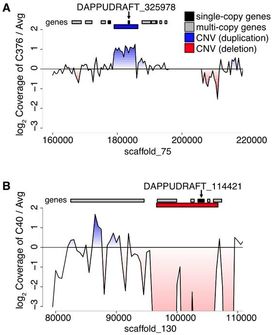 A
DAPPUDRAFT_325978
genes
single-copy genes
multi-copy genes
CNV (duplication)
CNV (deletion)
log2 Coverage of C376 / Avg
2
1
0
-1
-2
160000 180000 200000 220000
scaffold_75
B
DAPPUDRAFT_114421
genes
log2 Coverage of C40 / Avg
2
1
0
-1
-2
-3
80000 90000 100000 110000
scaffold_130